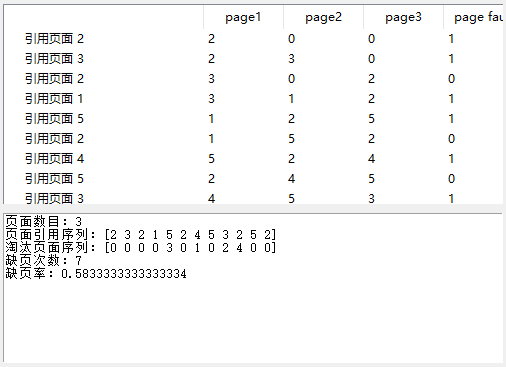 page1 page2 page3 page fau
引用页面 2 2 0 0 1
引用页面 3 2 3 0 1
引用页面 2 3 0 2 0
引用页面 1 3 1 2 1
引用页面 5 1 2 5 1
引用页面 2 1 5 2 0
引用页面 4 5 2 4 1
引用页面 5 2 4 5 0
引用页面 3 4 5 3 1
页面数目: 3
页面引用序列: [2 3 2 1 5 2 4 5 3 2 5 2]
淘汰页面序列: [0 0 0 0 3 0 1 0 2 4 0 0]
缺页次数: 7
缺页率: 0.5833333333333334